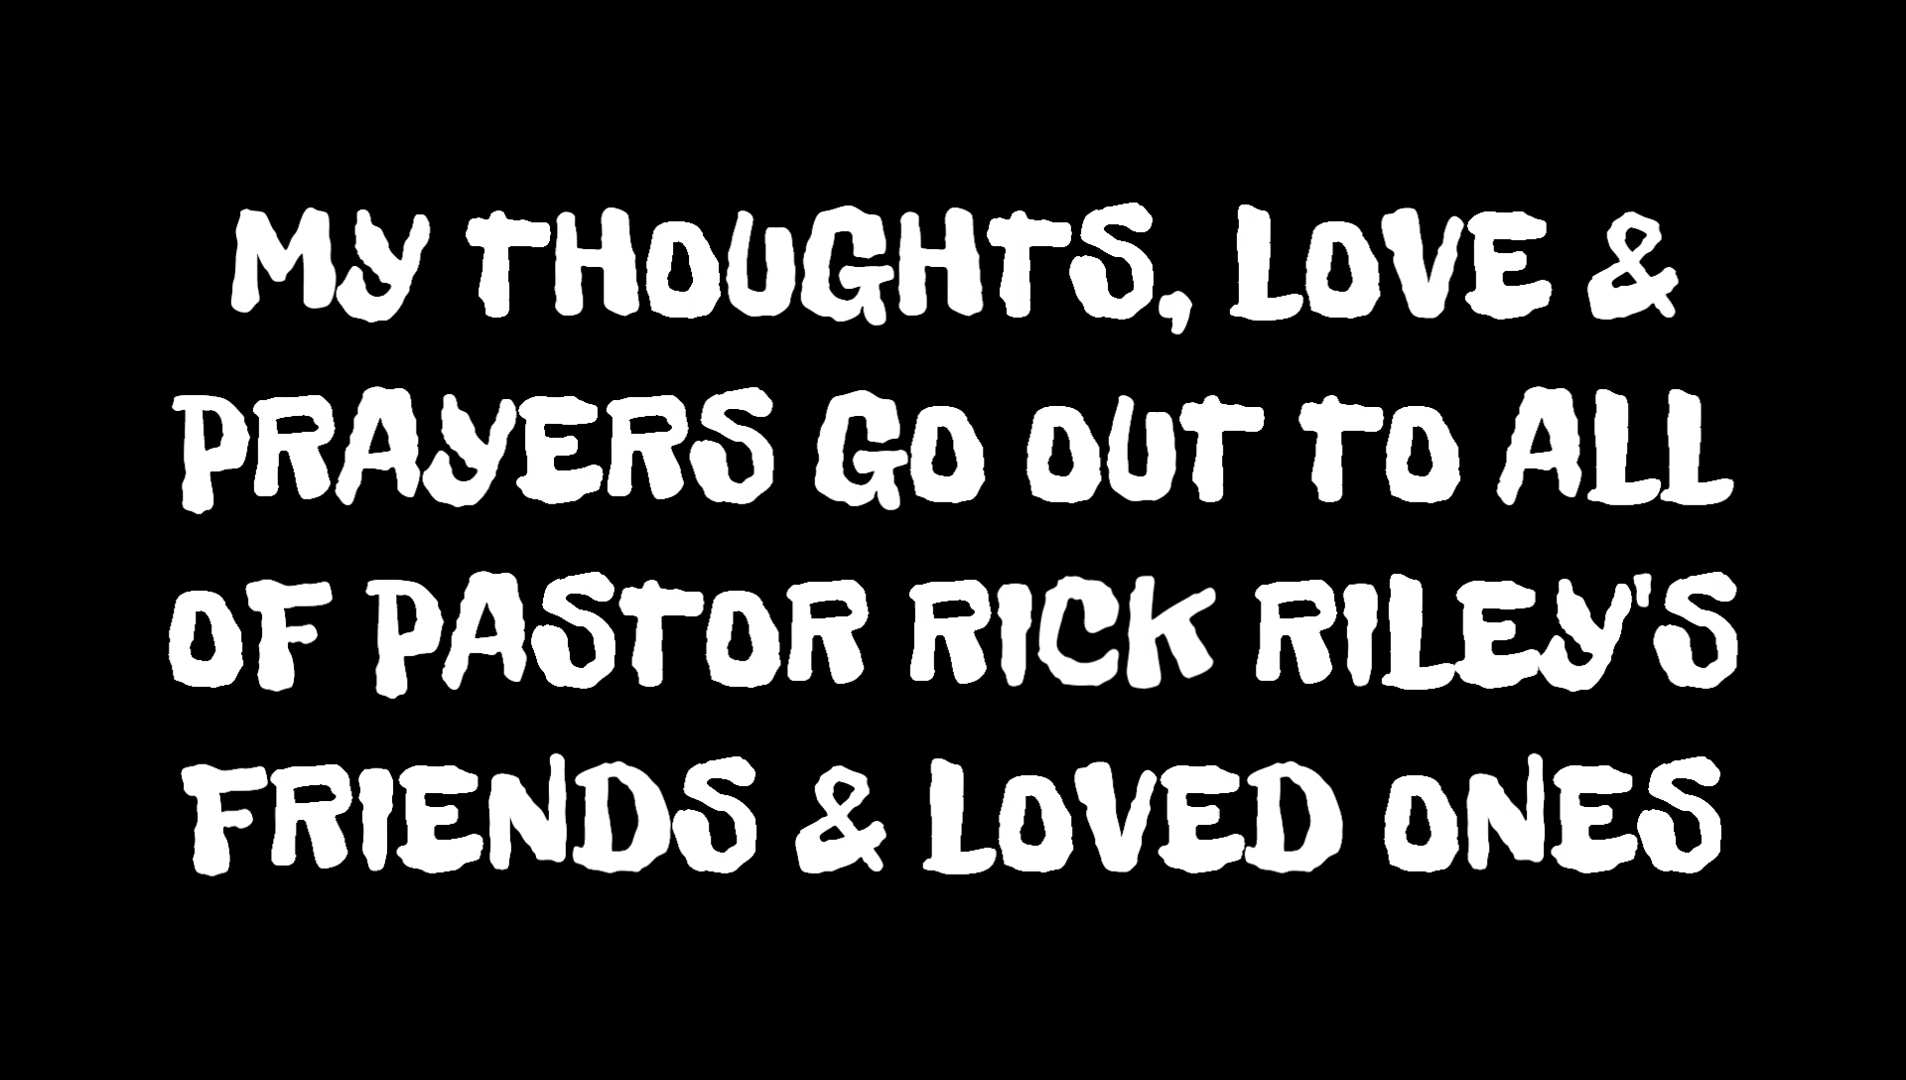 MY THOUGHTS, LOVE &
PRAYERS GO OUT TO ALL
OF PASTOR RICK RILEY'S
FRIENDS & LOVED ONES